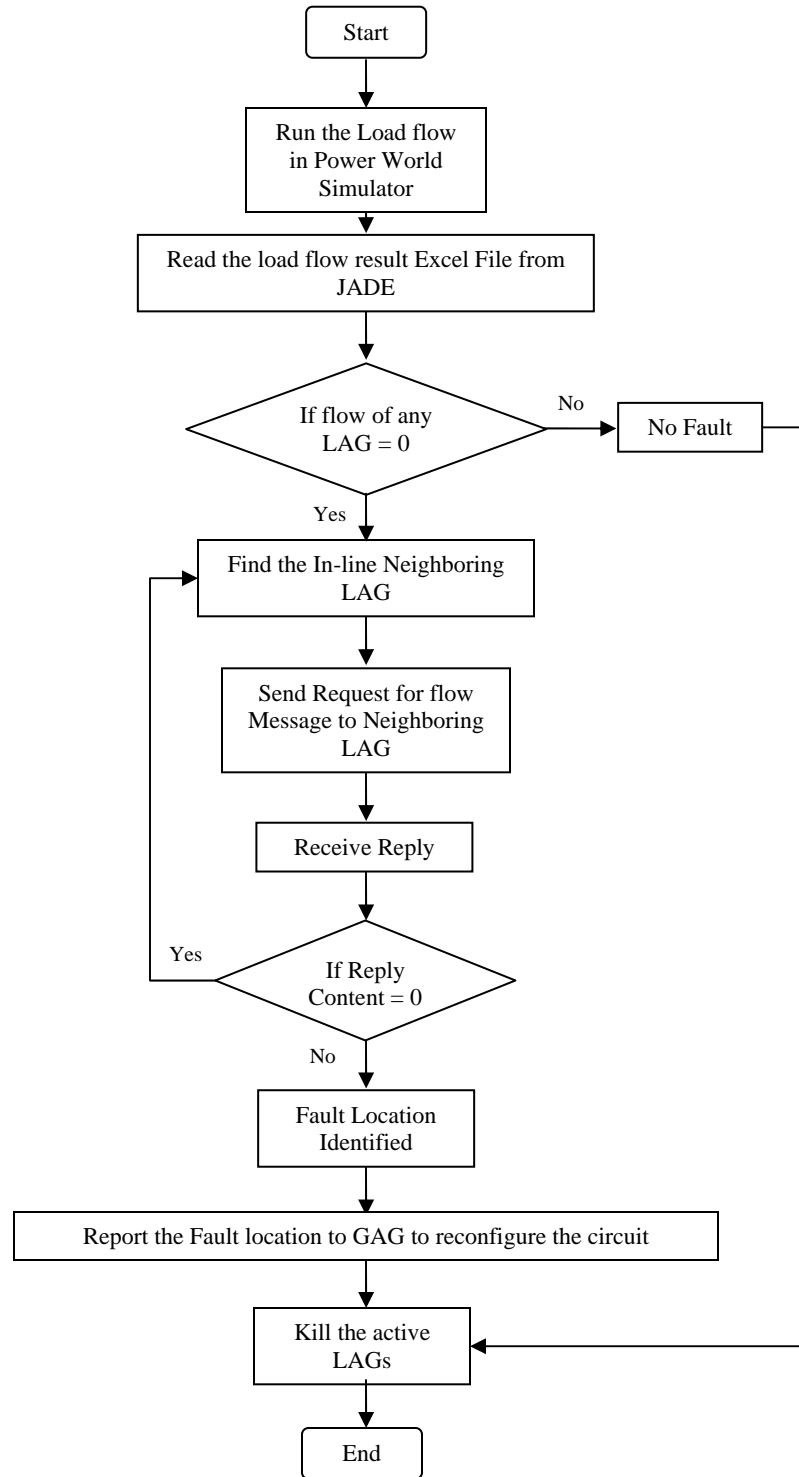 Start
Run the Load flow
in Power World
Simulator
Read the load flow result Excel File from
JADE
If flow of any
LAG = 0
No
No Fault
Yes
Find the In-line Neighboring
LAG
Send Request for flow
Message to Neighboring
LAG
Receive Reply
Yes
If Reply
Content = 0
No
Fault Location
Identified
Report the Fault location to GAG to reconfigure the circuit
Kill the active
LAGs
End